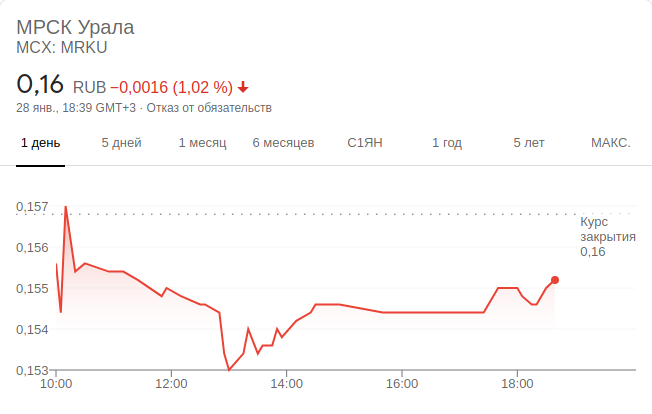 МРСК Урала
MCX: MRKU
0,16 RUB −0,0016 (1,02 %)
28 янв., 18:39 GMT+3 · Отказ от обязательств
1 день 5 дней 1 месяц 6 месяцев С1ЯН 1 год 5 лет МАКС.
0,157
Курс
закрытия
0,16
0,156
0,155
0,154
0,153
10:00 12:00 14:00 16:00 18:00